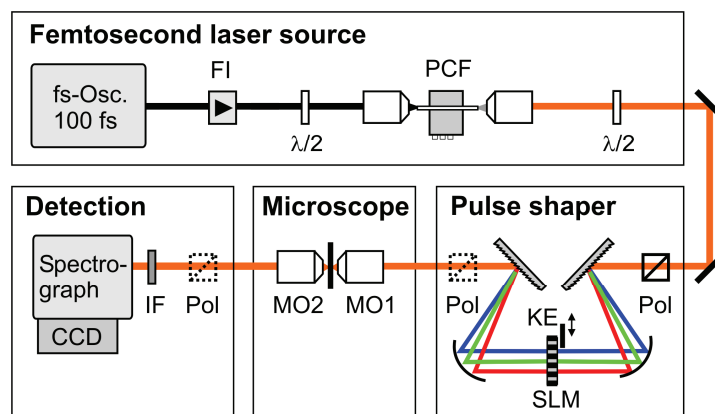 Femtosecond laser source
fs-Osc.
100 fs
FI
λ/2
PCF
λ/2
Detection
Spectro-
graph
CCD
IF
Pol
Microscope
MO2
MO1
Pulse shaper
Pol
KE
SLM
Pol